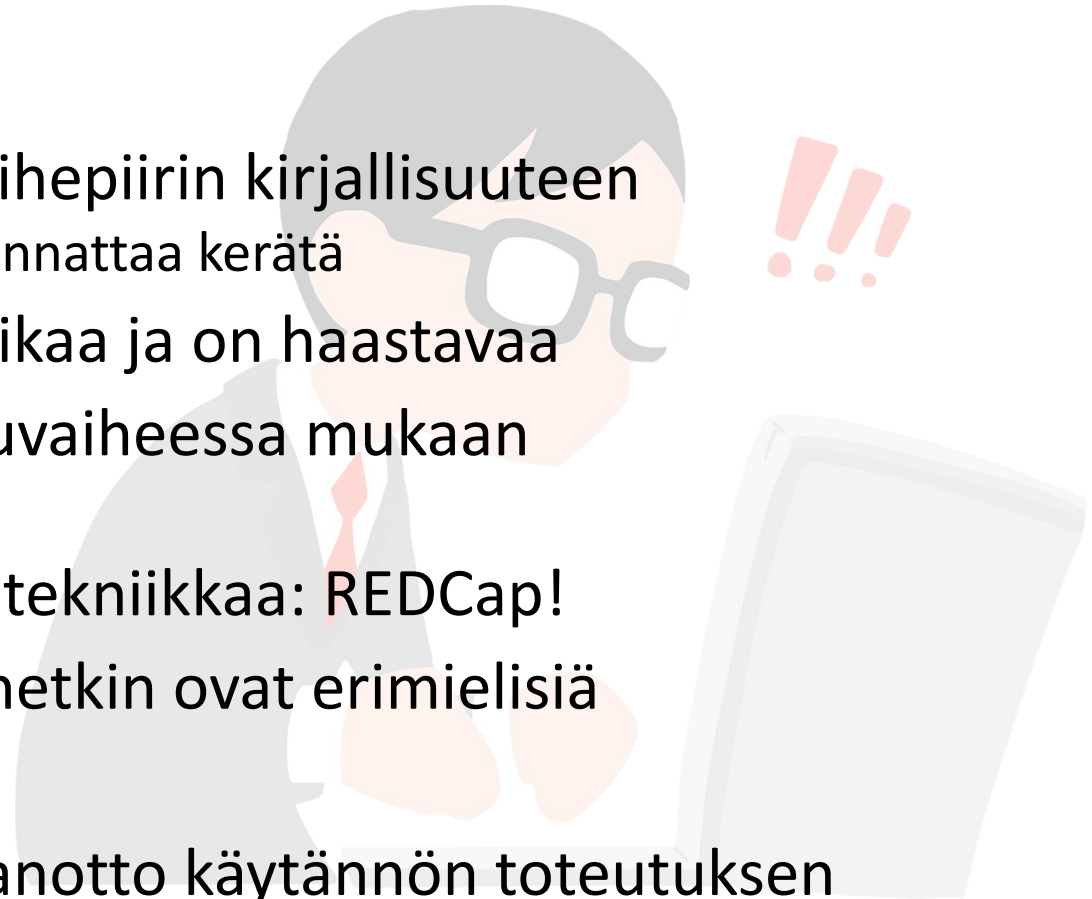 ihepiirin kirjallisuuteen
nnattaa kerätä
ikaa ja on haastavaa
uvaiheessa mukaan
tekniikkaa: REDCap!
netkin ovat erimielisiä
anotto käytännön toteutuksen
!!!